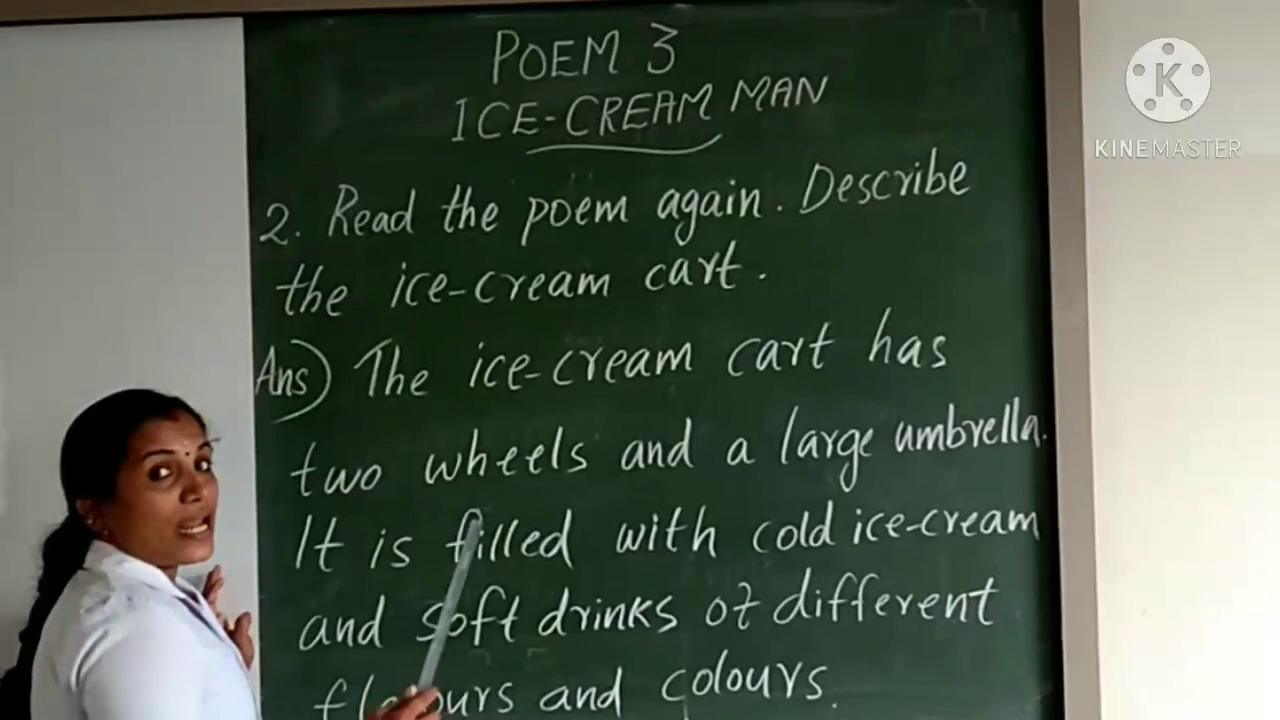 POEM 3
ICE-CREAM MAN
2. Read the poem again. Describe
the ice-cream cart.
Ans) The ice-cream cart has
two wheels and a large umbrella.
It is filled with cold ice-cream
and soft drinks of different
and colours.
K
KINEMASTER